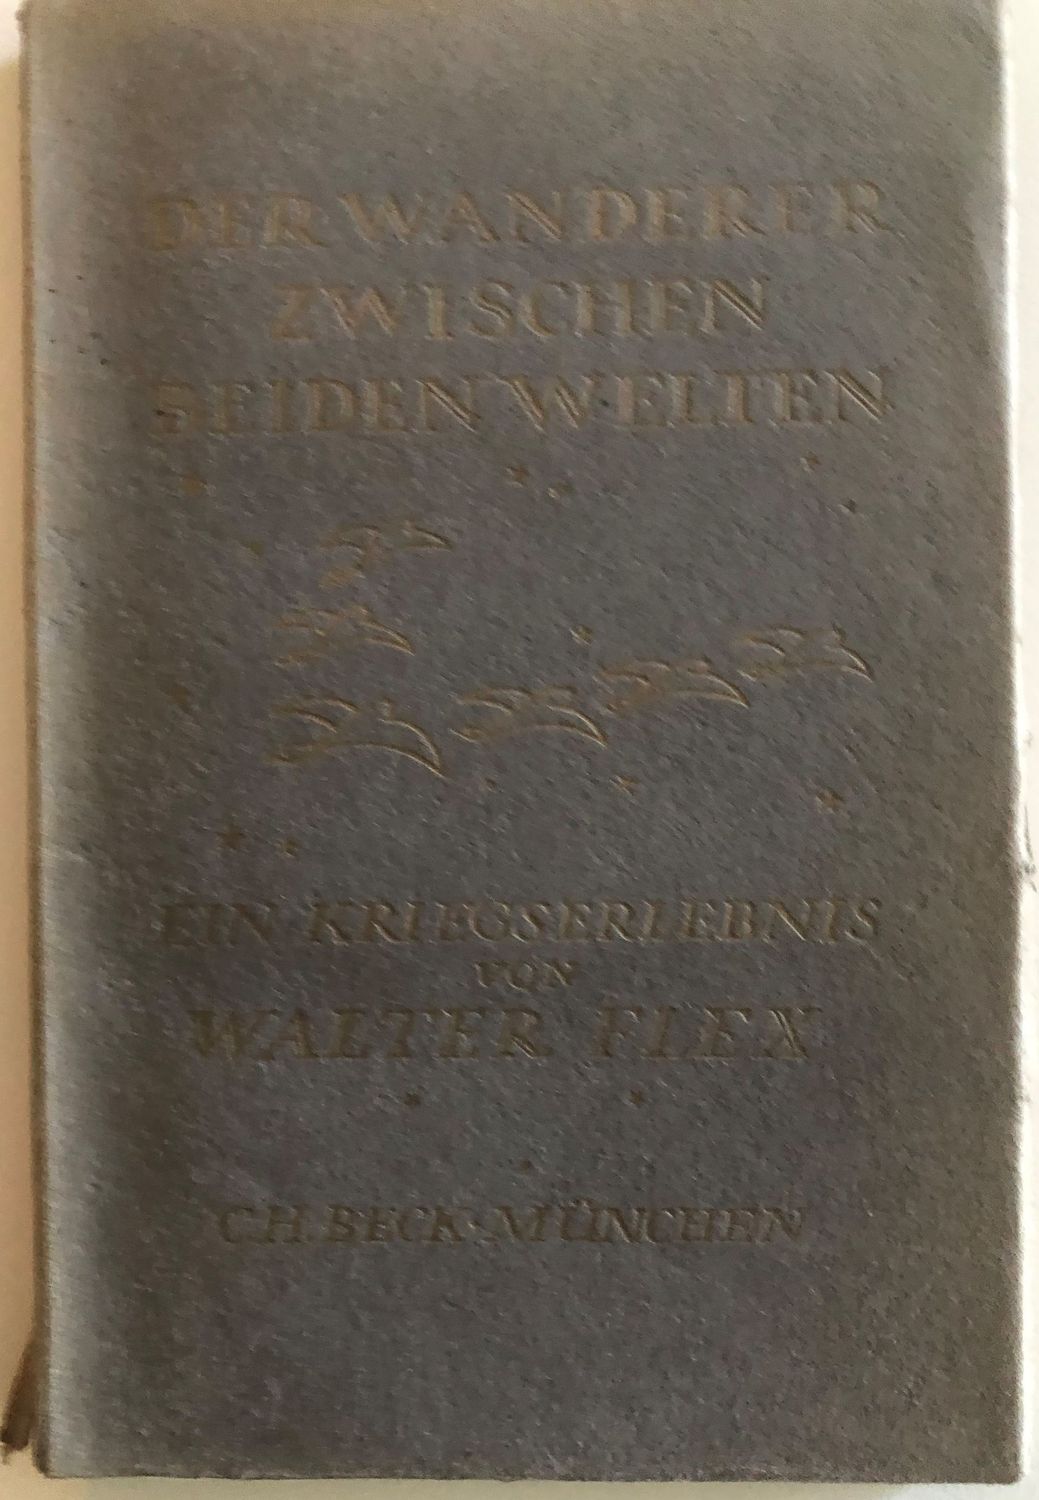 DER WANDERER
ZWISCHEN
BEIDEN WELTEN
EIN KRIEGSERLEBNIS
VON
WALTER FLEX
C.H. BECK · MÜNCHEN